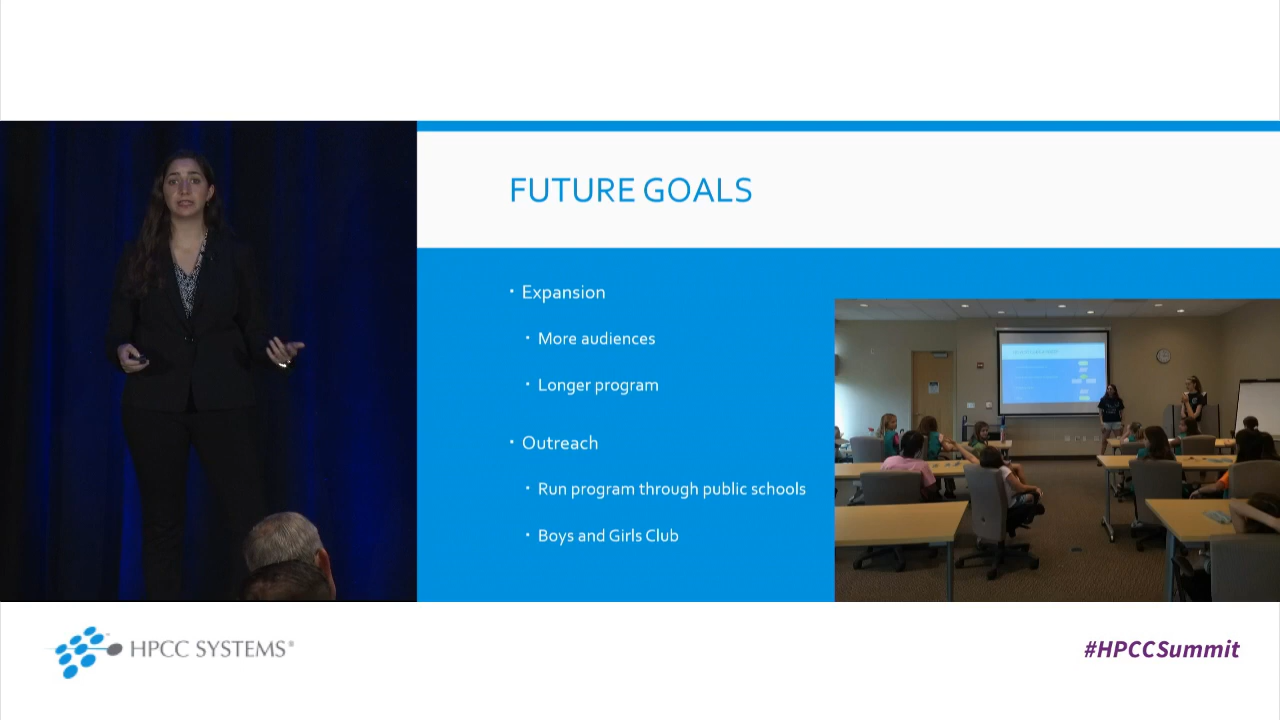 FUTURE GOALS
• Expansion
• More audiences
• Longer program
• Outreach
• Run program through public schools
• Boys and Girls Club
HPCC SYSTEMS®
#HPCCSummit